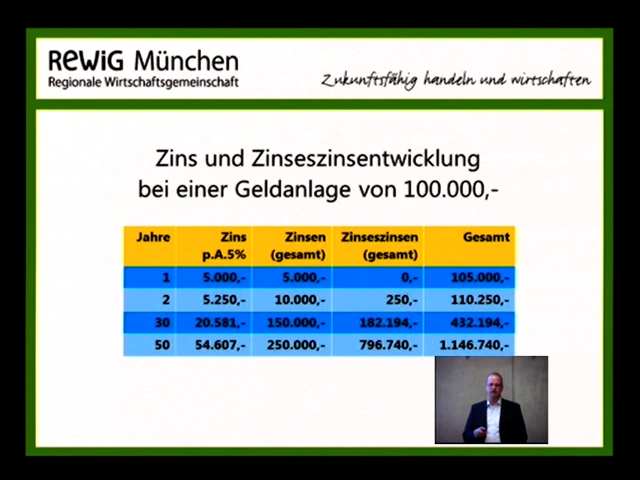 ReWiG München
Regionale Wirtschaftsgemeinschaft
Zukunftsfähig handeln und wirtschaften
Zins und Zinseszinsentwicklung
bei einer Geldanlage von 100.000,-
Jahre Zins p.A.5% Zinsen (gesamt) Zinseszinsen (gesamt) Gesamt
1 5.000,- 5.000,- 0,- 105.000,-
2 5.250,- 10.000,- 250,- 110.250,-
30 20.581,- 150.000,- 182.194,- 432.194,-
50 54.607,- 250.000,- 796.740,- 1.146.740,-